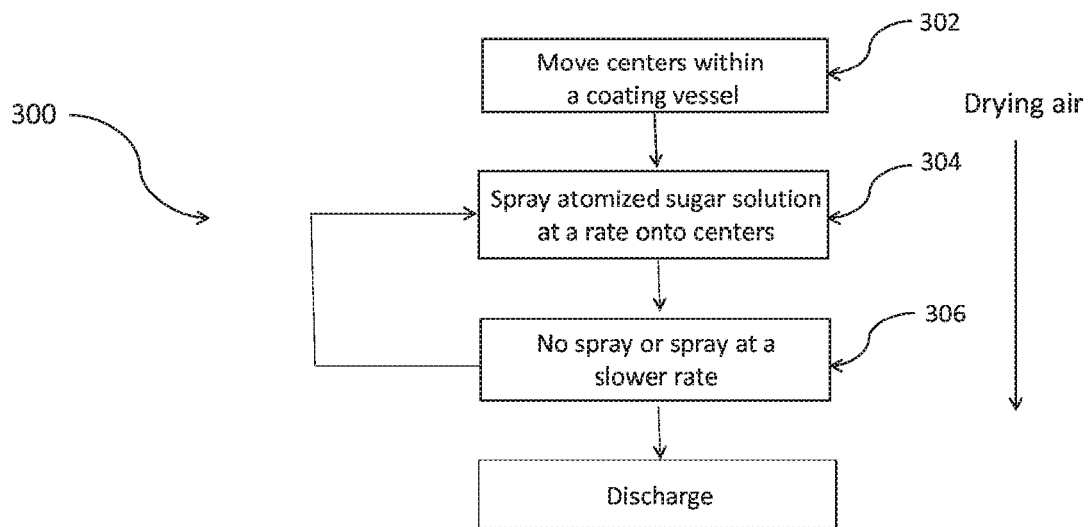 302
Move centers within
a coating vessel
300
Drying air
304
Spray atomized sugar solution
at a rate onto centers
306
No spray or spray at a
slower rate
Discharge